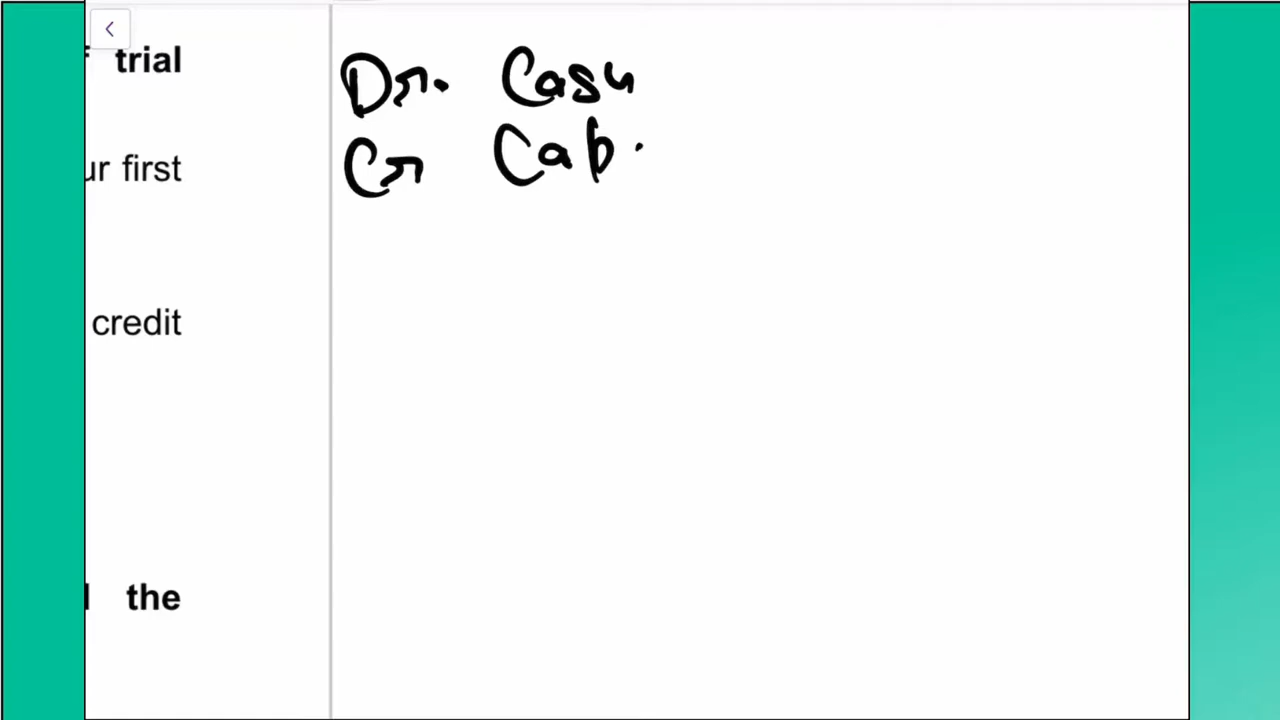 trial
ur first
credit
the
Dr. Cash
Cr Cap.